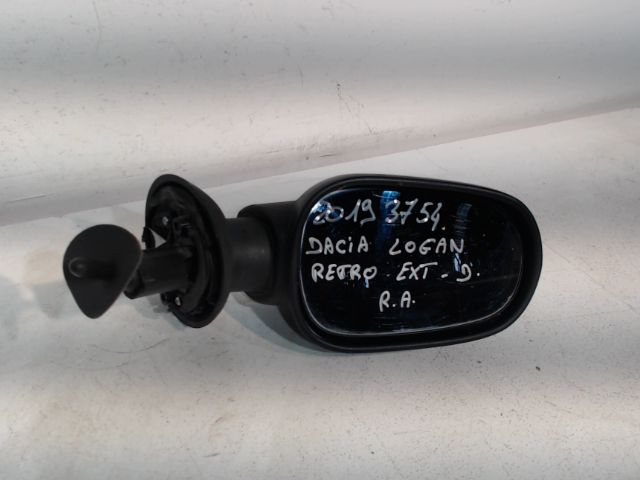 2019 3754.
DACIA LOGAN
RETRO EXT-D.
R.A.